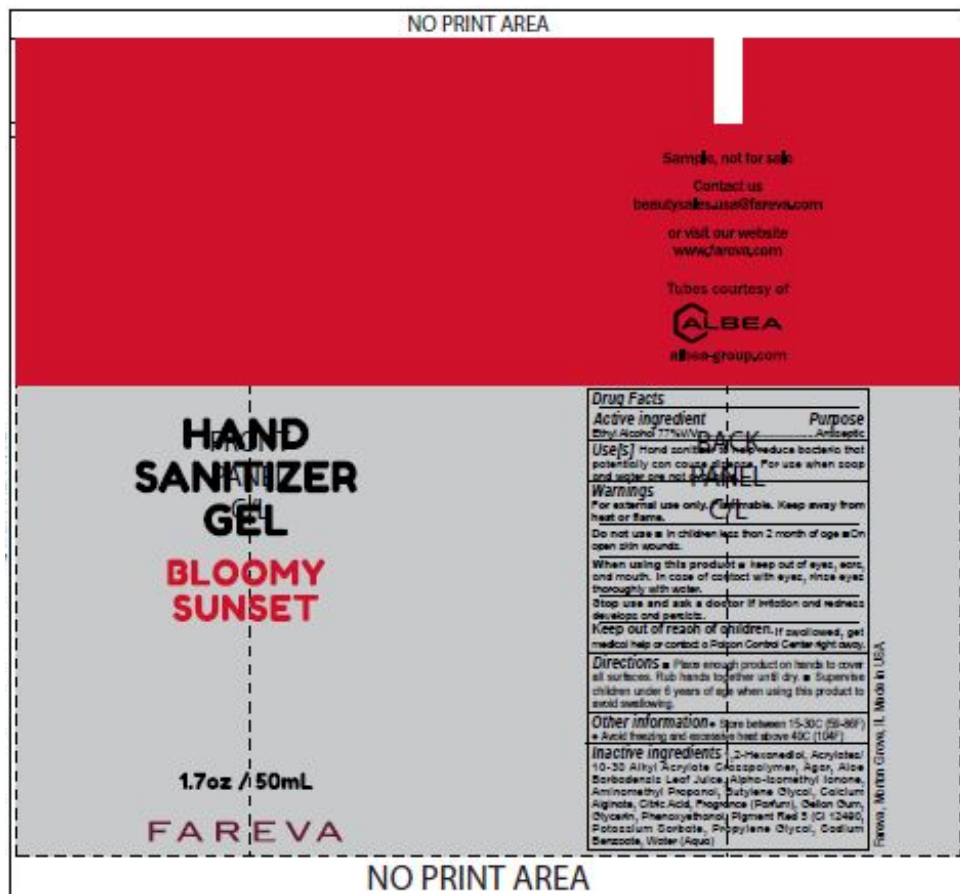 NO PRINT AREA
Sample, not for sale
Contact us
beautysales.usa@fareva.com
or visit our website
www.fareva.com
Tubes courtesy of
ALBEA
albea-group.com
HAND
SANITIZER
GEL
FRONT
PANEL
C/L
BLOOMY
SUNSET
1.7oz / 50mL
FAREVA
BACK
PANEL
C/L
Drug Facts
Active ingredient Purpose
Ethyl Alcohol 77%v/v Antiseptic
Use[s] Hand sanitizer to help reduce bacteria that
potentially can cause disease. For use when soap
and water are not
Warnings
For external use only. Flammable. Keep away from
heat or flame.
Do not use ■ in children less than 2 month of age ■ On
open skin wounds.
When using this product ■ keep out of eyes, ears,
and mouth. In case of contact with eyes, rinse eyes
thoroughly with water.
Stop use and ask a doctor if irritation and redness
develops and persists.
Keep out of reach of children. If swallowed, get
medical help or contact a Poison Control Center right away.
Directions ■ Place enough product on hands to cover
all surfaces. Rub hands together until dry. ■ Supervise
children under 6 years of age when using this product to
avoid swallowing.
Other information ● Store between 15-30C (59-86F)
● Avoid freezing and excessive heat above 40C (104F)
Inactive ingredients 1,2-Hexanediol, Acrylates/
10-30 Alkyl Acrylate Crosspolymer, Agar, Aloe
Barbadensis Leaf Juice, Alpha-Isomethyl Ionone,
Aminomethyl Propanol, Butylene Glycol, Calcium
Alginate, Citric Acid, Fragrance (Parfum), Gellan Gum,
Glycerin, Phenoxyethanol, Pigment Red 5 (CI 12490,
Potassium Sorbate, Propylene Glycol, Sodium
Benzoate, Water (Aqua)
Fareva, Morton Grove, IL Made in USA
NO PRINT AREA